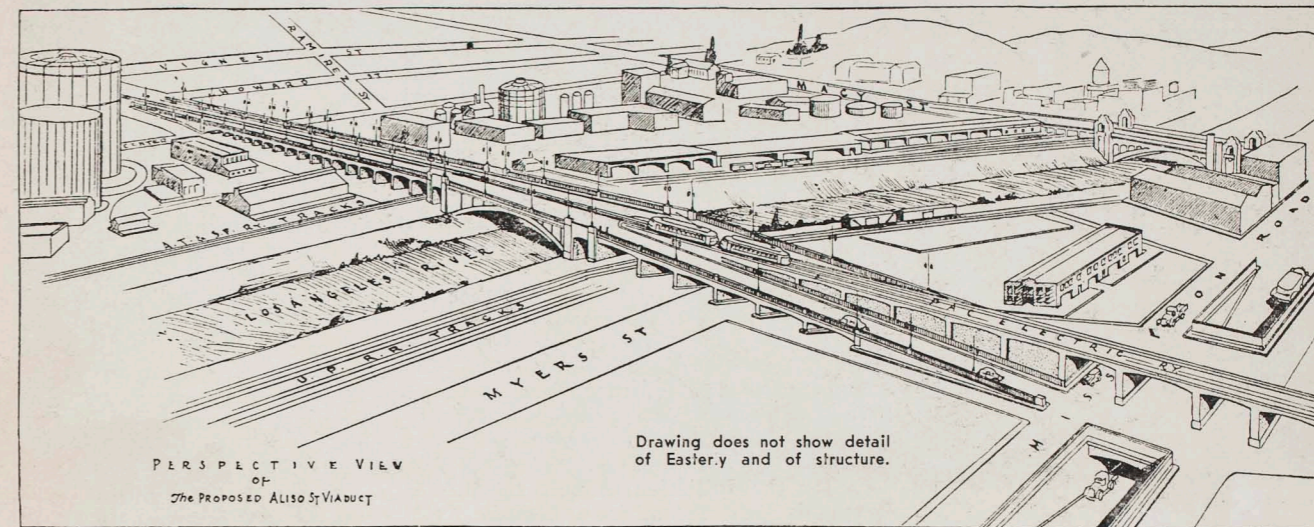 RAMIREZ ST
VIGNES ST
HOWARD ST
MACY ST
CENTER
A.T.&S.F. RY TRACKS
LOS ANGELES RIVER
U.P. R.R. TRACKS
MYERS ST
PAC. ELECTRIC RY
MISSION ROAD
Drawing does not show detail
of Easter.y and of structure.
PERSPECTIVE VIEW
OF
The PROPOSED ALISO ST VIADUCT